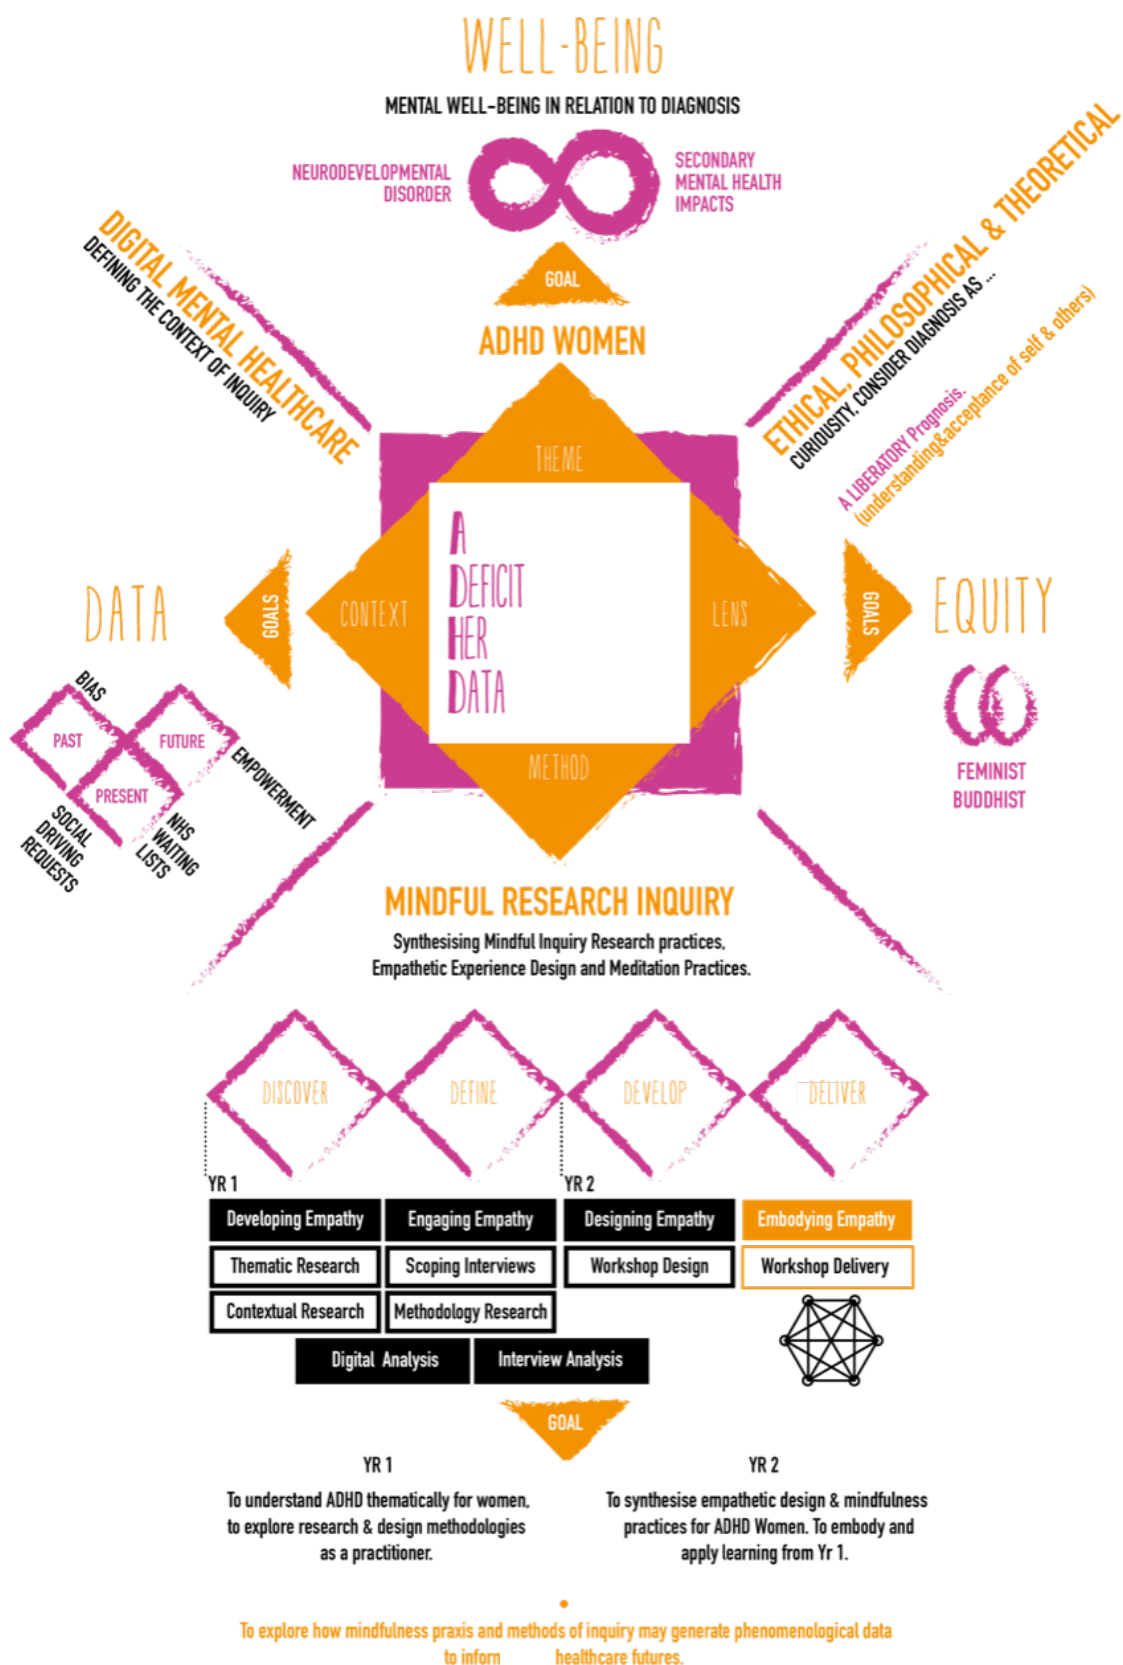 WELL-BEING
MENTAL WELL-BEING IN RELATION TO DIAGNOSIS
NEURODEVELOPMENTAL
DISORDER
SECONDARY
MENTAL HEALTH
IMPACTS
GOAL
ADHD WOMEN
DIGITAL MENTAL HEALTHCARE
DEFINING THE CONTEXT OF INQUIRY
ETHICAL, PHILOSOPHICAL & THEORETICAL
CURIOUSITY, CONSIDER DIAGNOSIS AS ...
A LIBERATORY Prognosis.
(understanding&acceptance of self & others)
THEME
CONTEXT
LENS
METHOD
A
DEFICIT
HER
DATA
DATA
GOALS
BIAS
PAST
FUTURE
PRESENT
EMPOWERMENT
SOCIAL
DRIVING
REQUESTS
NHS
WAITING
LISTS
GOALS
EQUITY
FEMINIST
BUDDHIST
MINDFUL RESEARCH INQUIRY
Synthesising Mindful Inquiry Research practices,
Empathetic Experience Design and Meditation Practices.
DISCOVER
DEFINE
DEVELOP
DELIVER
YR 1
YR 2
Developing Empathy
Engaging Empathy
Designing Empathy
Embodying Empathy
Thematic Research
Scoping Interviews
Workshop Design
Workshop Delivery
Contextual Research
Methodology Research
Digital Analysis
Interview Analysis
GOAL
YR 1
To understand ADHD thematically for women,
to explore research & design methodologies
as a practitioner.
YR 2
To synthesise empathetic design & mindfulness
practices for ADHD Women. To embody and
apply learning from Yr 1.
To explore how mindfulness praxis and methods of inquiry may generate phenomenological data
to healthcare futures.